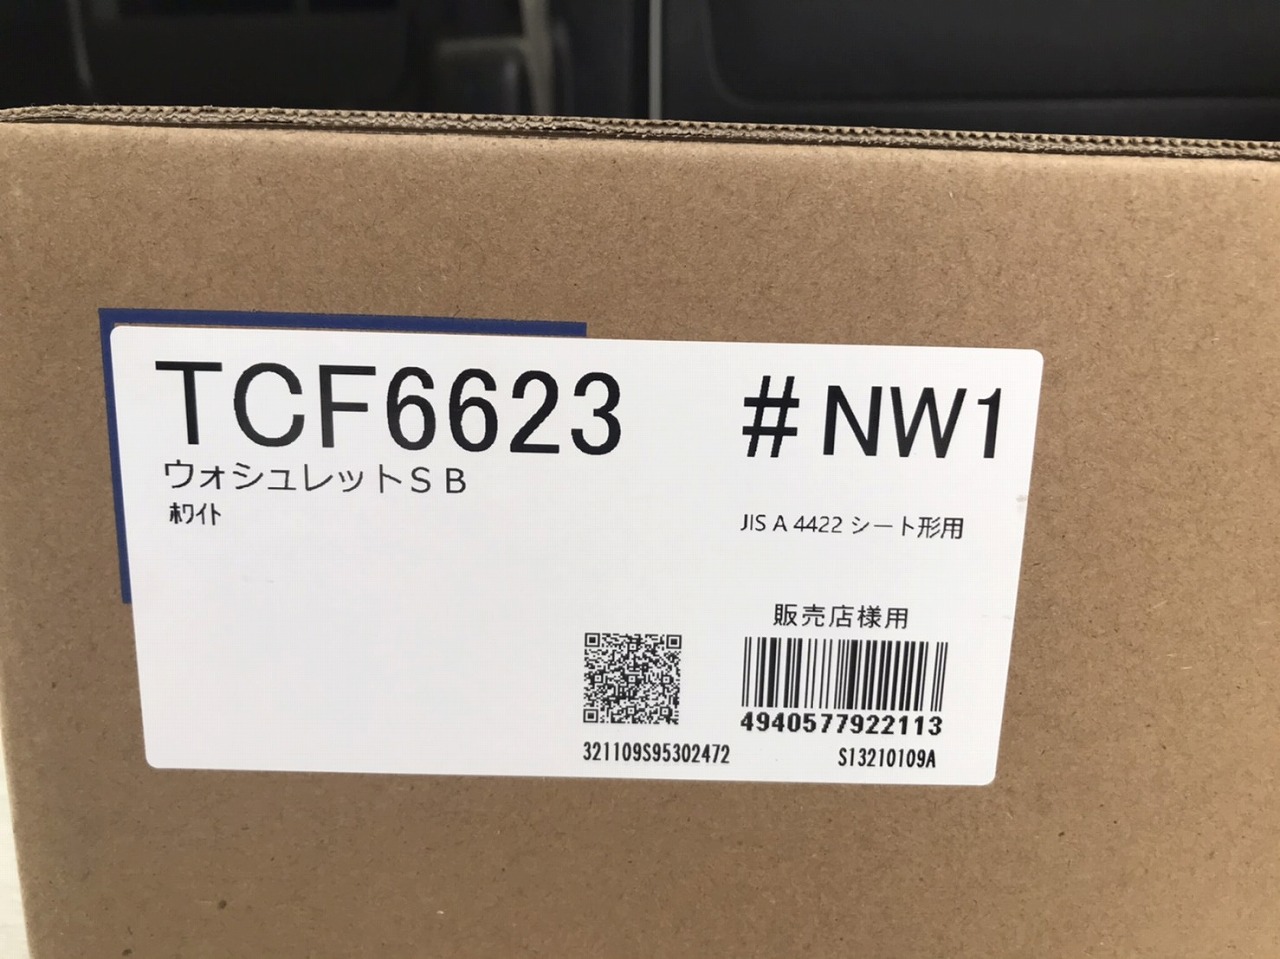 TCF6623 #NW1
ウォシュレットＳＢ
ﾎﾜｲﾄ
JIS A 4422 シート形用
販売店様用
4940577922113
321109S95302472
S13210109A